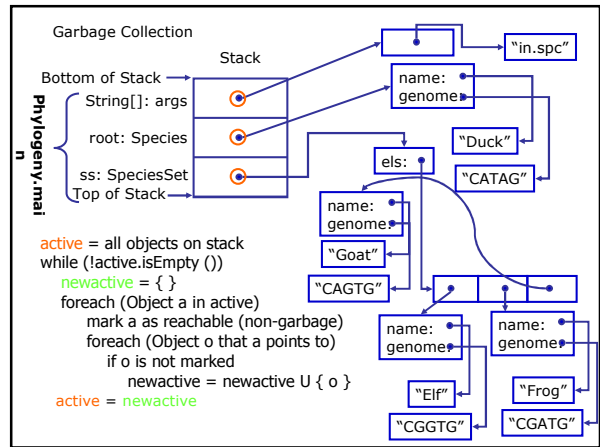 Garbage Collection
Stack
Bottom of Stack
String[]: args
root: Species
ss: SpeciesSet
Top of Stack
Phylogeny.mai
n
“in.spc”
name:
genome:
“Duck”
“CATAG”
els:
name:
genome:
“Goat”
“CAGTG”
name:
genome:
“Elf”
“CGGTG”
name:
genome:
“Frog”
“CGATG”
active = all objects on stack
while (!active.isEmpty ())
newactive = { }
foreach (Object a in active)
mark a as reachable (non-garbage)
foreach (Object o that a points to)
if o is not marked
newactive = newactive U { o }
active = newactive